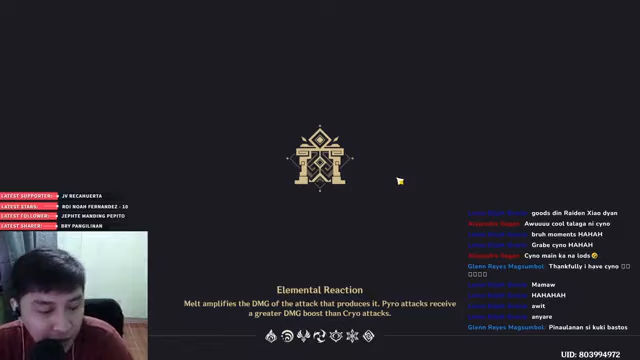 LATEST SUPPORTER: JV RECAHUERTA
LATEST STARS: ROI NOAH FERNANDEZ - 10
LATEST FOLLOWER: JEPHTE MANDING PEPITO
LATEST SHARER: BRY PANGILINAN
Elemental Reaction
Melt amplifies the DMG of the attack that produces it. Pyro attacks receive
a greater DMG boost than Cryo attacks.
goods din Raiden Xiao dyan
Awuuuu cool talaga ni cyno
bruh moments HAHAH
Grabe cyno HAHAH
Cyno main ka na lods🤣
Glenn Reyes Magsumbol: Thankfully i have cyno
Mamaw
HAHAHAH
awit
anyare
Glenn Reyes Magsumbol: Pinaulanan si kuki bastos
UID: 803994972